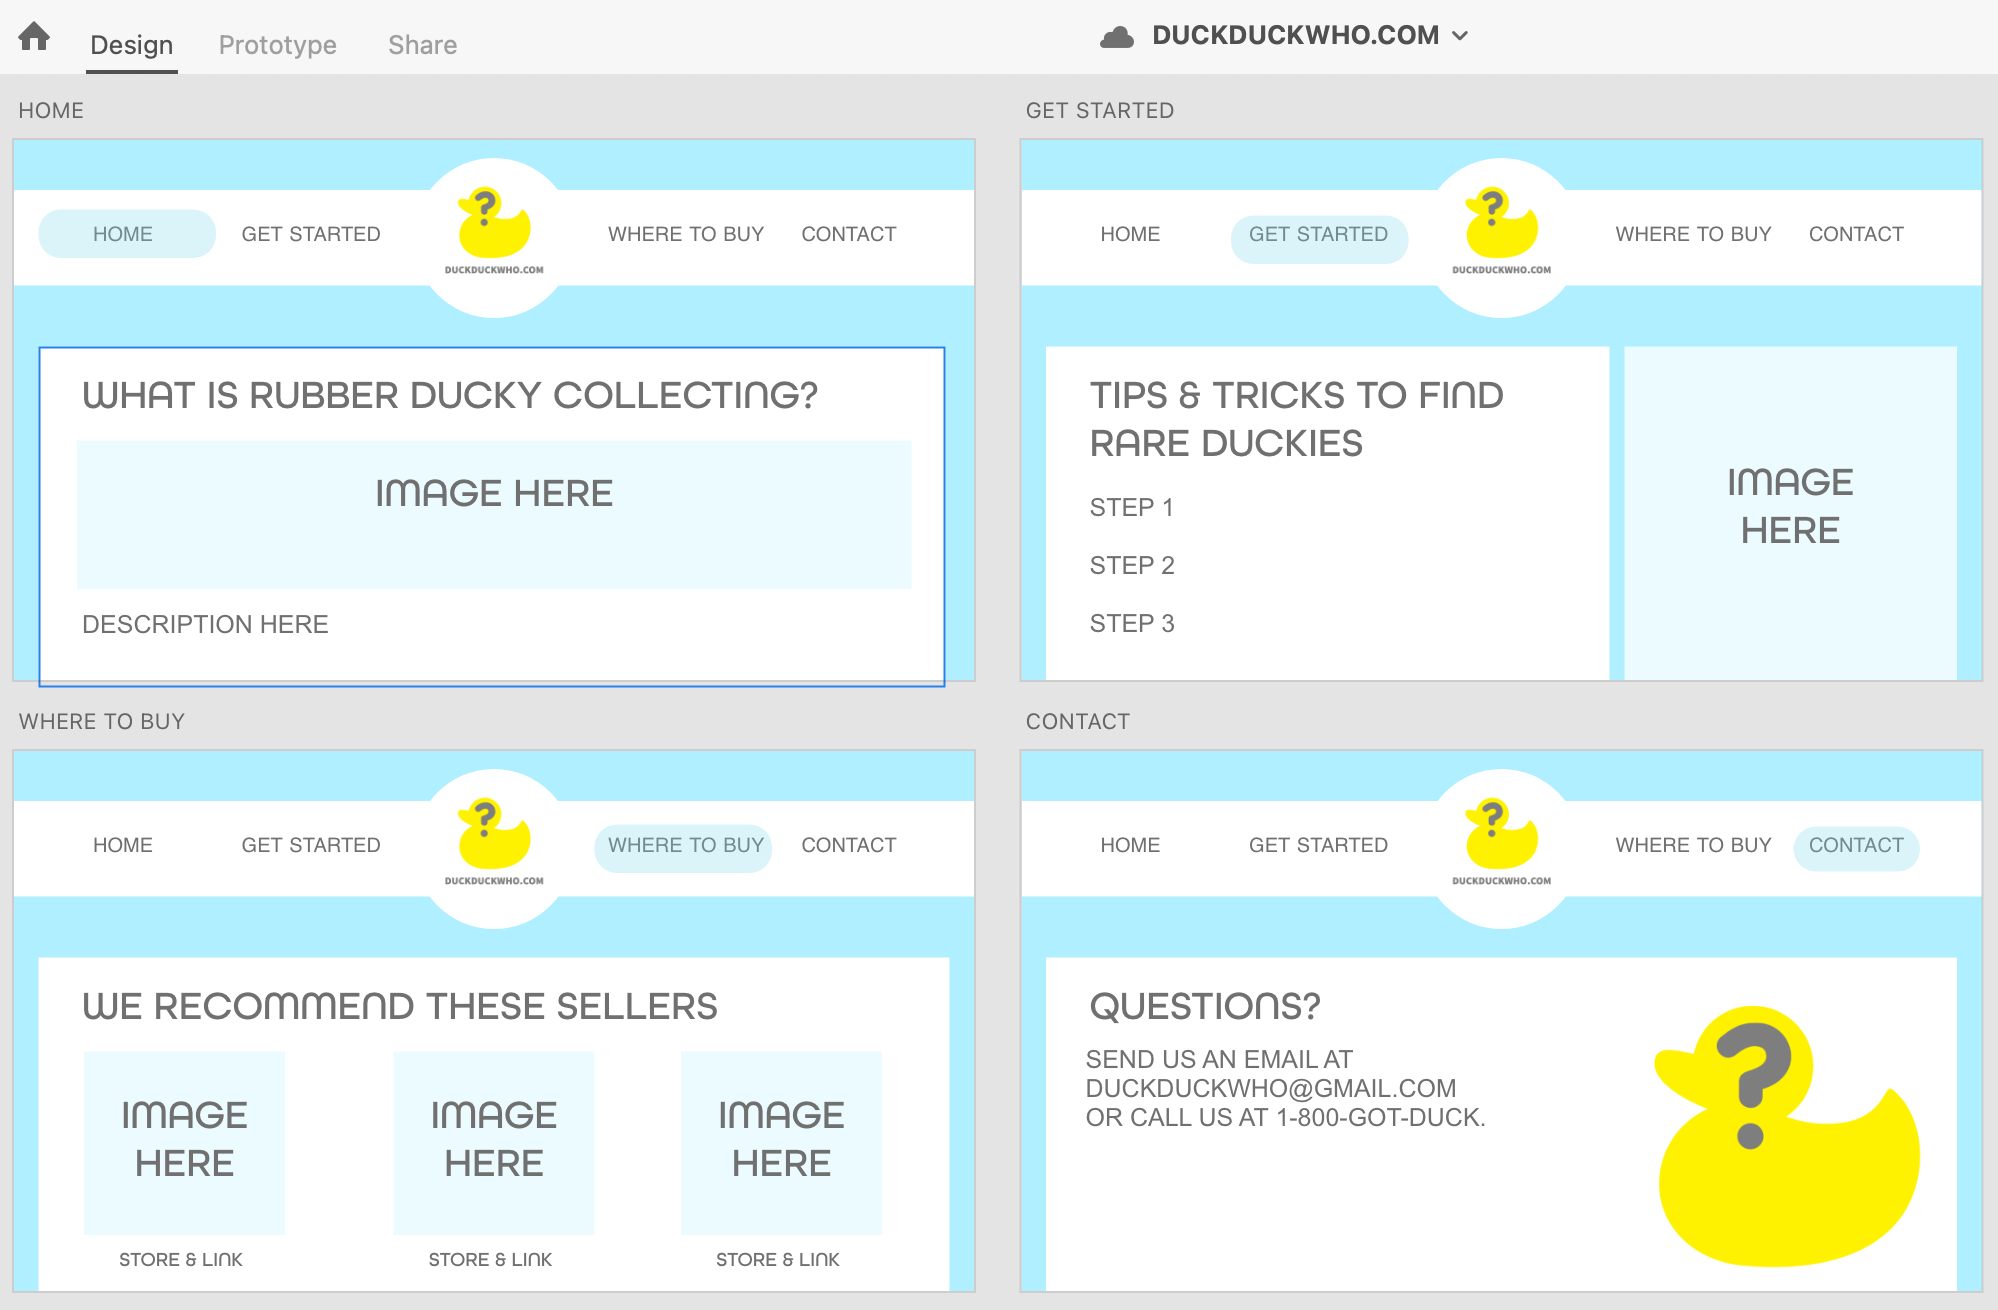 Design Prototype Share
DUCKDUCKWHO.COM
HOME
HOME GET STARTED ? WHERE TO BUY CONTACT
DUCKDUCKWHO.COM
WHAT IS RUBBER DUCKY COLLECTING?
IMAGE HERE
DESCRIPTION HERE
GET STARTED
HOME GET STARTED ? WHERE TO BUY CONTACT
DUCKDUCKWHO.COM
TIPS & TRICKS TO FIND
RARE DUCKIES
STEP 1
STEP 2
STEP 3
IMAGE
HERE
WHERE TO BUY
HOME GET STARTED ? WHERE TO BUY CONTACT
DUCKDUCKWHO.COM
WE RECOMMEND THESE SELLERS
IMAGE
HERE
STORE & LINK
IMAGE
HERE
STORE & LINK
IMAGE
HERE
STORE & LINK
CONTACT
HOME GET STARTED ? WHERE TO BUY CONTACT
DUCKDUCKWHO.COM
QUESTIONS?
SEND US AN EMAIL AT
DUCKDUCKWHO@GMAIL.COM
OR CALL US AT 1-800-GOT-DUCK.
?